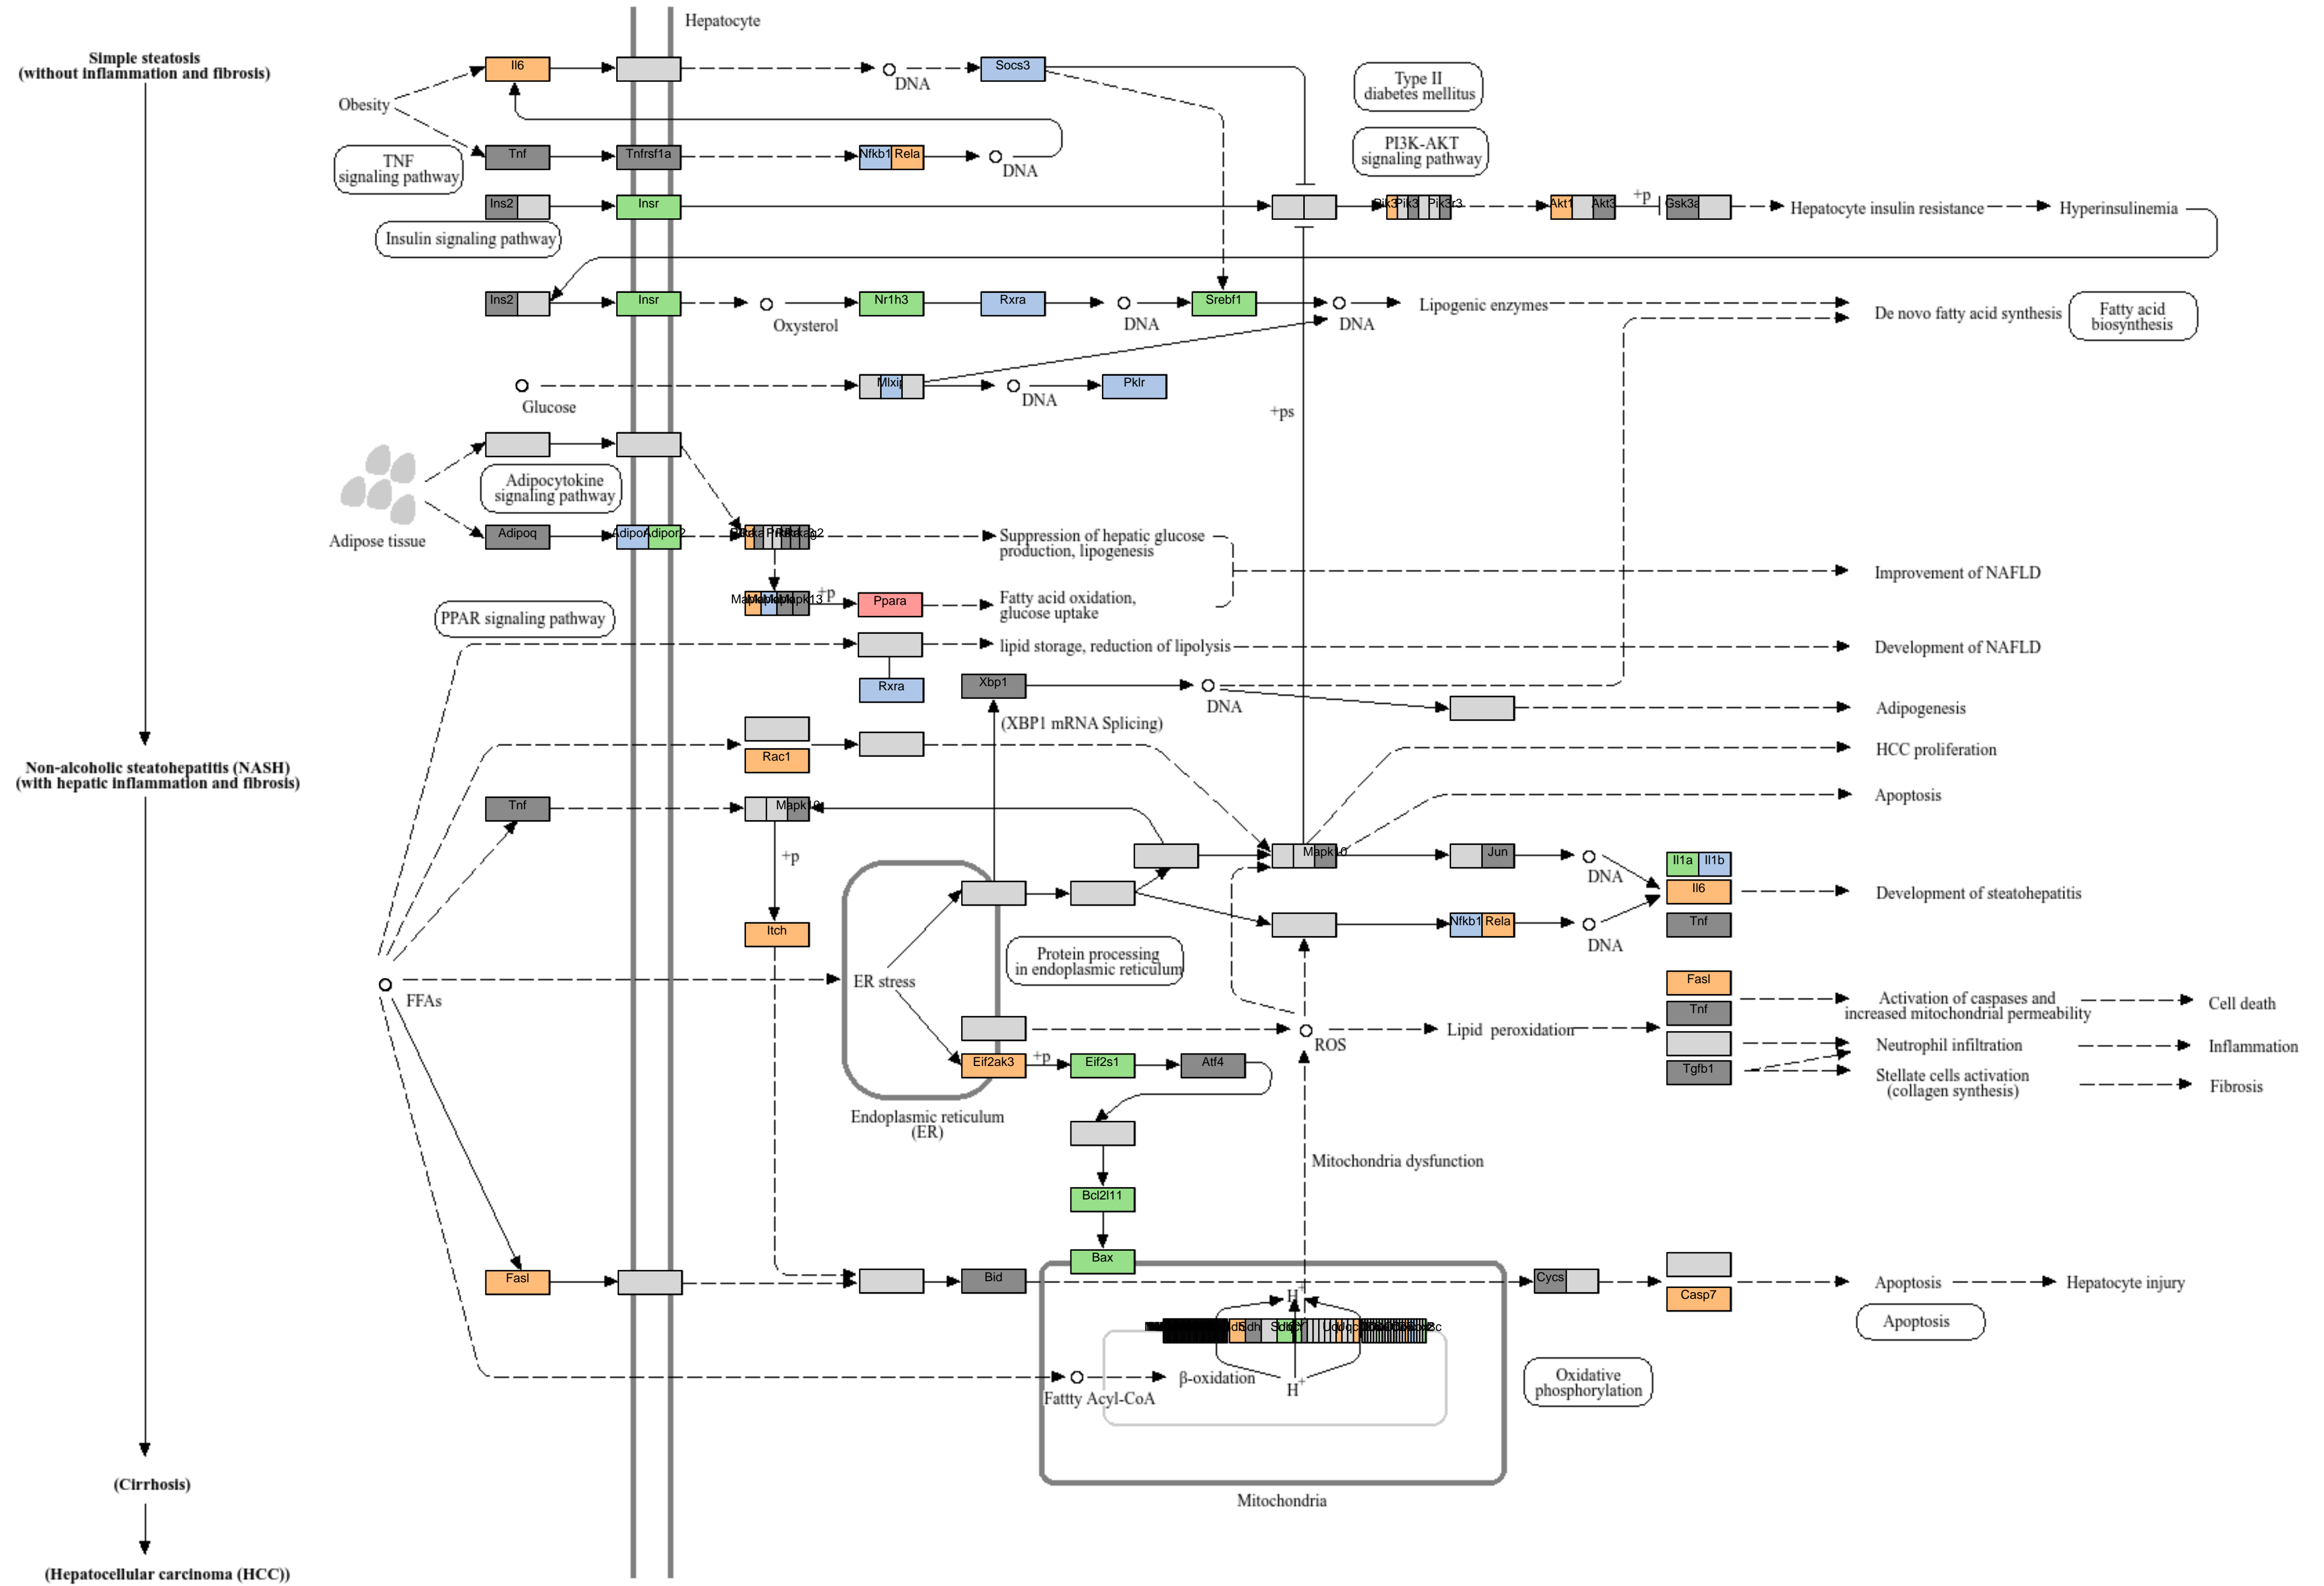 Hepatocyte
Simple steatosis
(without inflammation and fibrosis)
Il6
Socs3
DNA
Type II
diabetes mellitus
Obesity
TNF
signaling pathway
Tnf
Tnfrsf1a
Nfkb1
Rela
DNA
PI3K-AKT
signaling pathway
Ins2
Insr
Pik3r3
Akt1
Akt3
+p
Gsk3a
Hepatocyte insulin resistance
Hyperinsulinemia
Insulin signaling pathway
Ins2
Insr
Oxysterol
Nr1h3
Rxra
DNA
Srebf1
DNA
Lipogenic enzymes
De novo fatty acid synthesis
Fatty acid
biosynthesis
Glucose
DNA
Pklr
+ps
Adipocytokine
signaling pathway
Adipose tissue
Adipoq
Adipor2
Suppression of hepatic glucose
production, lipogenesis
Improvement of NAFLD
Mapk13
+p
Ppara
Fatty acid oxidation,
glucose uptake
PPAR signaling pathway
lipid storage, reduction of lipolysis
Development of NAFLD
Rxra
Xbp1
DNA
(XBP1 mRNA Splicing)
Adipogenesis
Rac1
HCC proliferation
Non-alcoholic steatohepatitis (NASH)
(with hepatic inflammation and fibrosis)
Tnf
Mapk10
Apoptosis
+p
Mapk10
Jun
DNA
Il1a
Il1b
Il6
Development of steatohepatitis
Itch
Nfkb1
Rela
DNA
Tnf
Protein processing
in endoplasmic reticulum
ER stress
FFAs
Fasl
Tnf
Activation of caspases and
increased mitochondrial permeability
Cell death
Lipid peroxidation
ROS
Neutrophil infiltration
Inflammation
Eif2ak3
+p
Eif2s1
Atf4
Tgfb1
Stellate cells activation
(collagen synthesis)
Fibrosis
Endoplasmic reticulum
(ER)
Mitochondria dysfunction
Bcl2l11
Bax
Fasl
Bid
Cycs
Casp7
Apoptosis
Hepatocyte injury
H+
Apoptosis
β-oxidation
H+
Fattty Acyl-CoA
Oxidative
phosphorylation
(Cirrhosis)
Mitochondria
(Hepatocellular carcinoma (HCC))